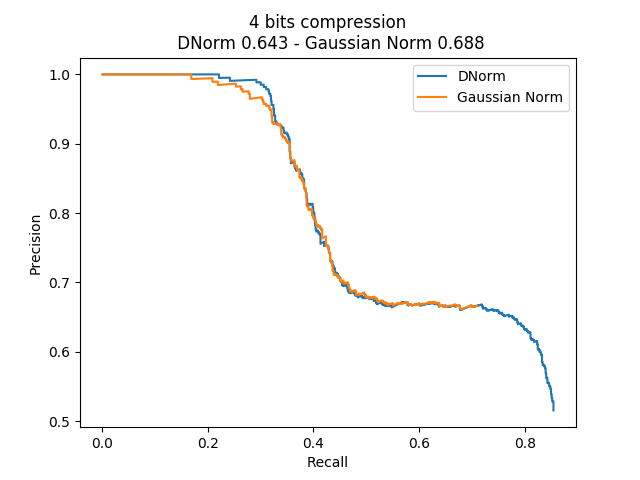 4 bits compression
DNorm 0.643 - Gaussian Norm 0.688
DNorm
Gaussian Norm
Precision
1.0
0.9
0.8
0.7
0.6
0.5
0.0 0.2 0.4 0.6 0.8
Recall